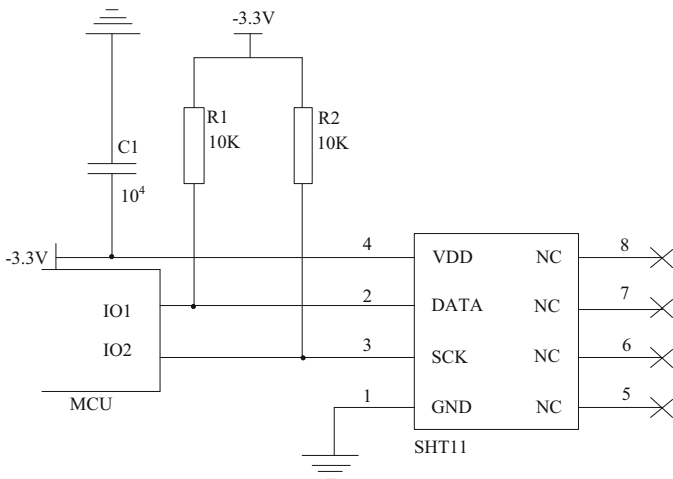 -3.3V
R1
10K
R2
10K
C1
10⁴
-3.3V
4
VDD
NC
8
IO1
2
DATA
NC
7
IO2
3
SCK
NC
6
MCU
1
GND
NC
5
SHT11